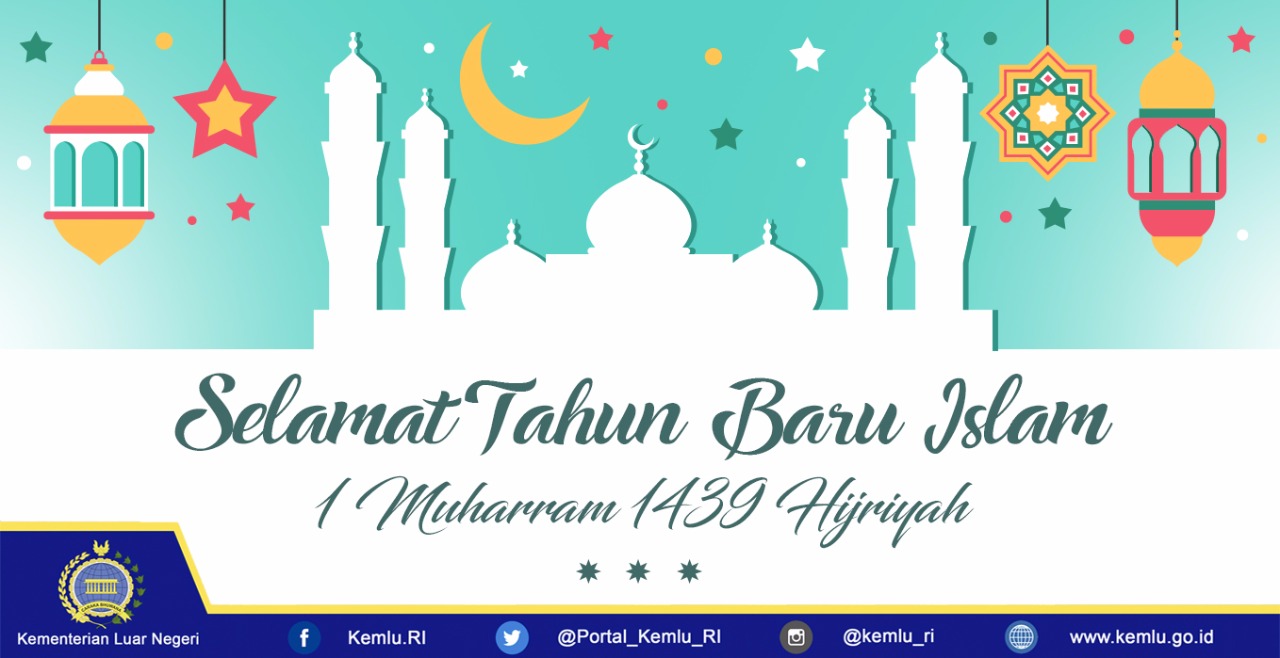 Selamat Tahun Baru Islam
1 Muharram 1439 Hijriyah
Kementerian Luar Negeri
Kemlu.RI
@Portal_Kemlu_RI
@kemlu_ri
www.kemlu.go.id